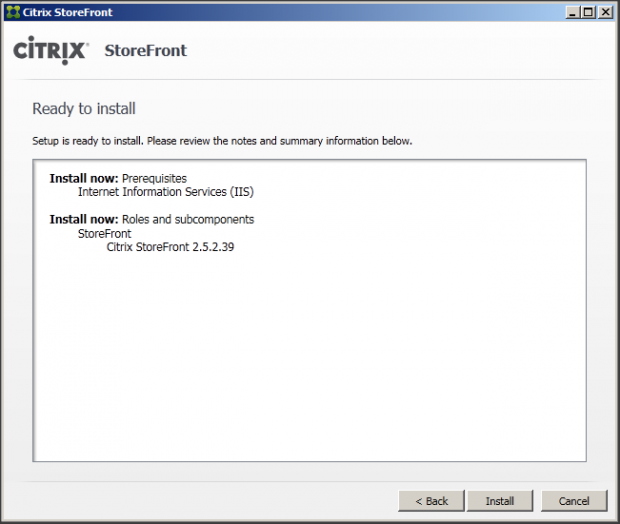 Citrix StoreFront
CİTRİX® StoreFront
Ready to install
Setup is ready to install. Please review the notes and summary information below.
Install now: Prerequisites
Internet Information Services (IIS)
Install now: Roles and subcomponents
StoreFront
Citrix StoreFront 2.5.2.39
< Back Install Cancel